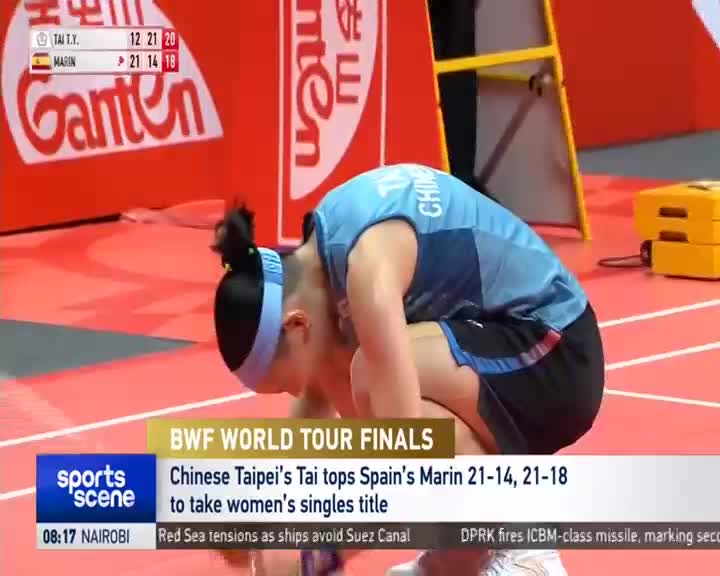 TAI T.Y. 12 21 20
MARIN 21 14 18
Ganten
Ganten
BWF WORLD TOUR FINALS
Chinese Taipei's Tai tops Spain's Marin 21-14, 21-18
to take women's singles title
sports
scene
08:17 NAIROBI
Red Sea tensions as ships avoid Suez Canal
DPRK fires ICBM-class missile, marking seco